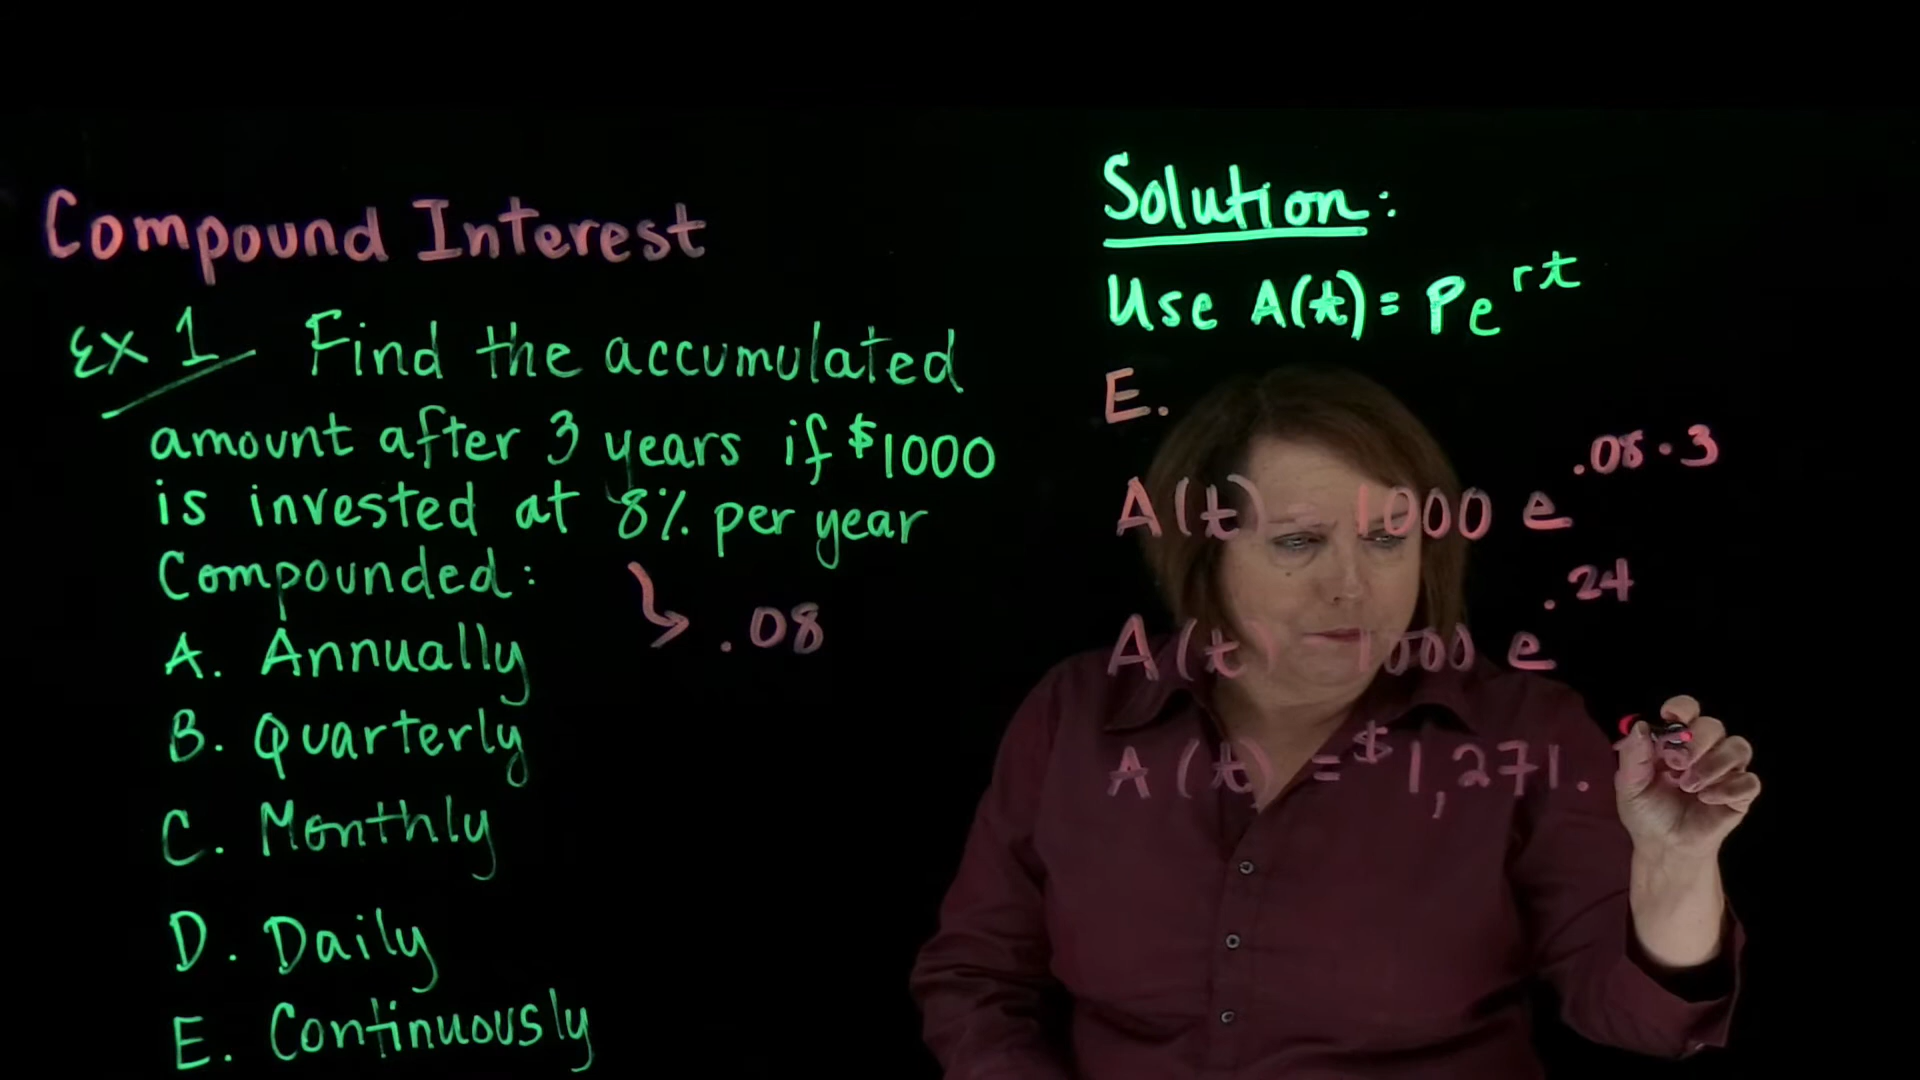 Compound Interest
Ex 1 Find the accumulated
amount after 3 years if $1000
is invested at 8% per year
Compounded:
.08
A. Annually
B. Quarterly
C. Monthly
D. Daily
E. Continuously
Solution:
Use A(t) = Pe^rt
E.
A(t) 1000 e^.08·3
A(t) = 1000 e^.24
A(t) = $1,271.